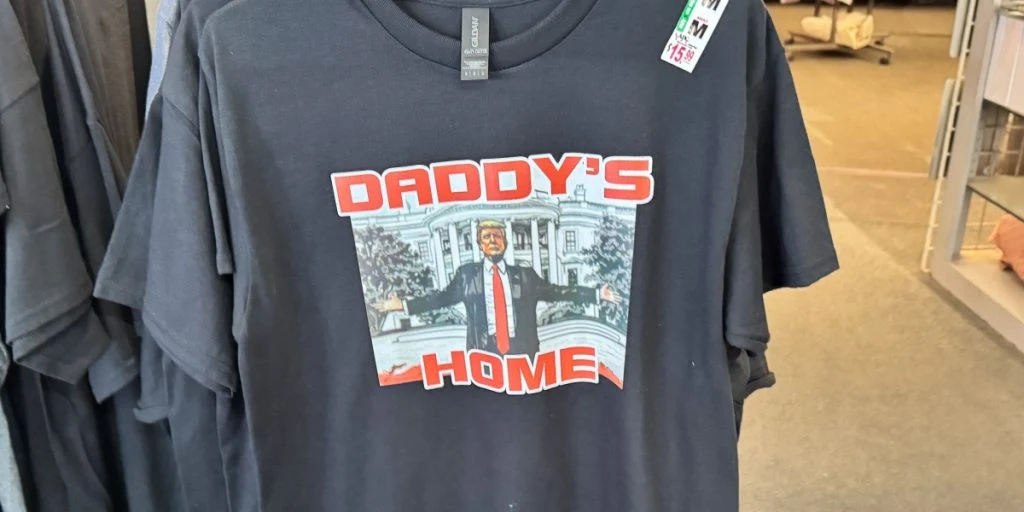 GILDAN
M
M
$15.99
DADDY'S
HOME